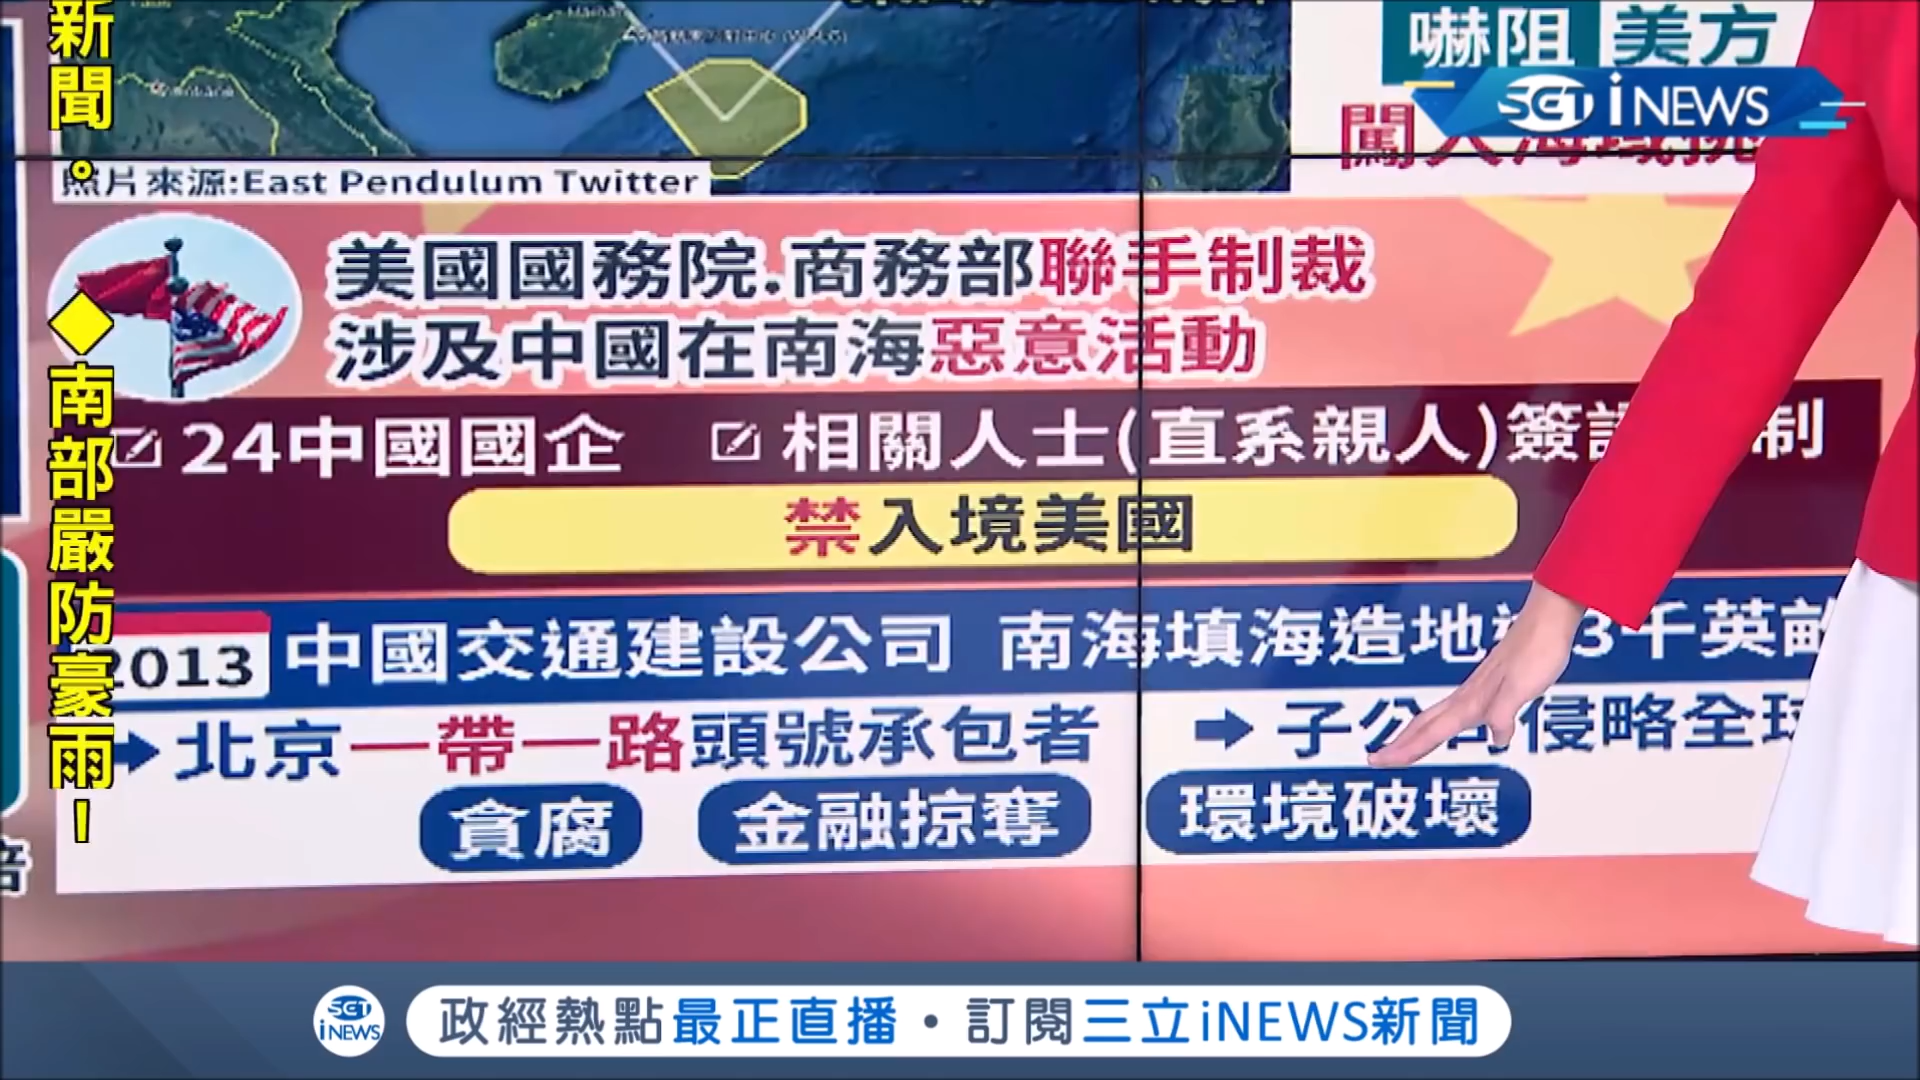 新聞。
◆南部嚴防豪雨！
嚇阻 美方
SET iNEWS
闖
照片來源:East Pendulum Twitter
美國國務院.商務部聯手制裁
涉及中國在南海惡意活動
24中國國企 相關人士(直系親人)簽 制
禁入境美國
2013 中國交通建設公司 南海填海造地 3千英畝
北京一帶一路頭號承包者 子公司侵略全球
貪腐 金融掠奪 環境破壞
SET iNEWS 政經熱點最正直播・訂閱三立iNEWS新聞